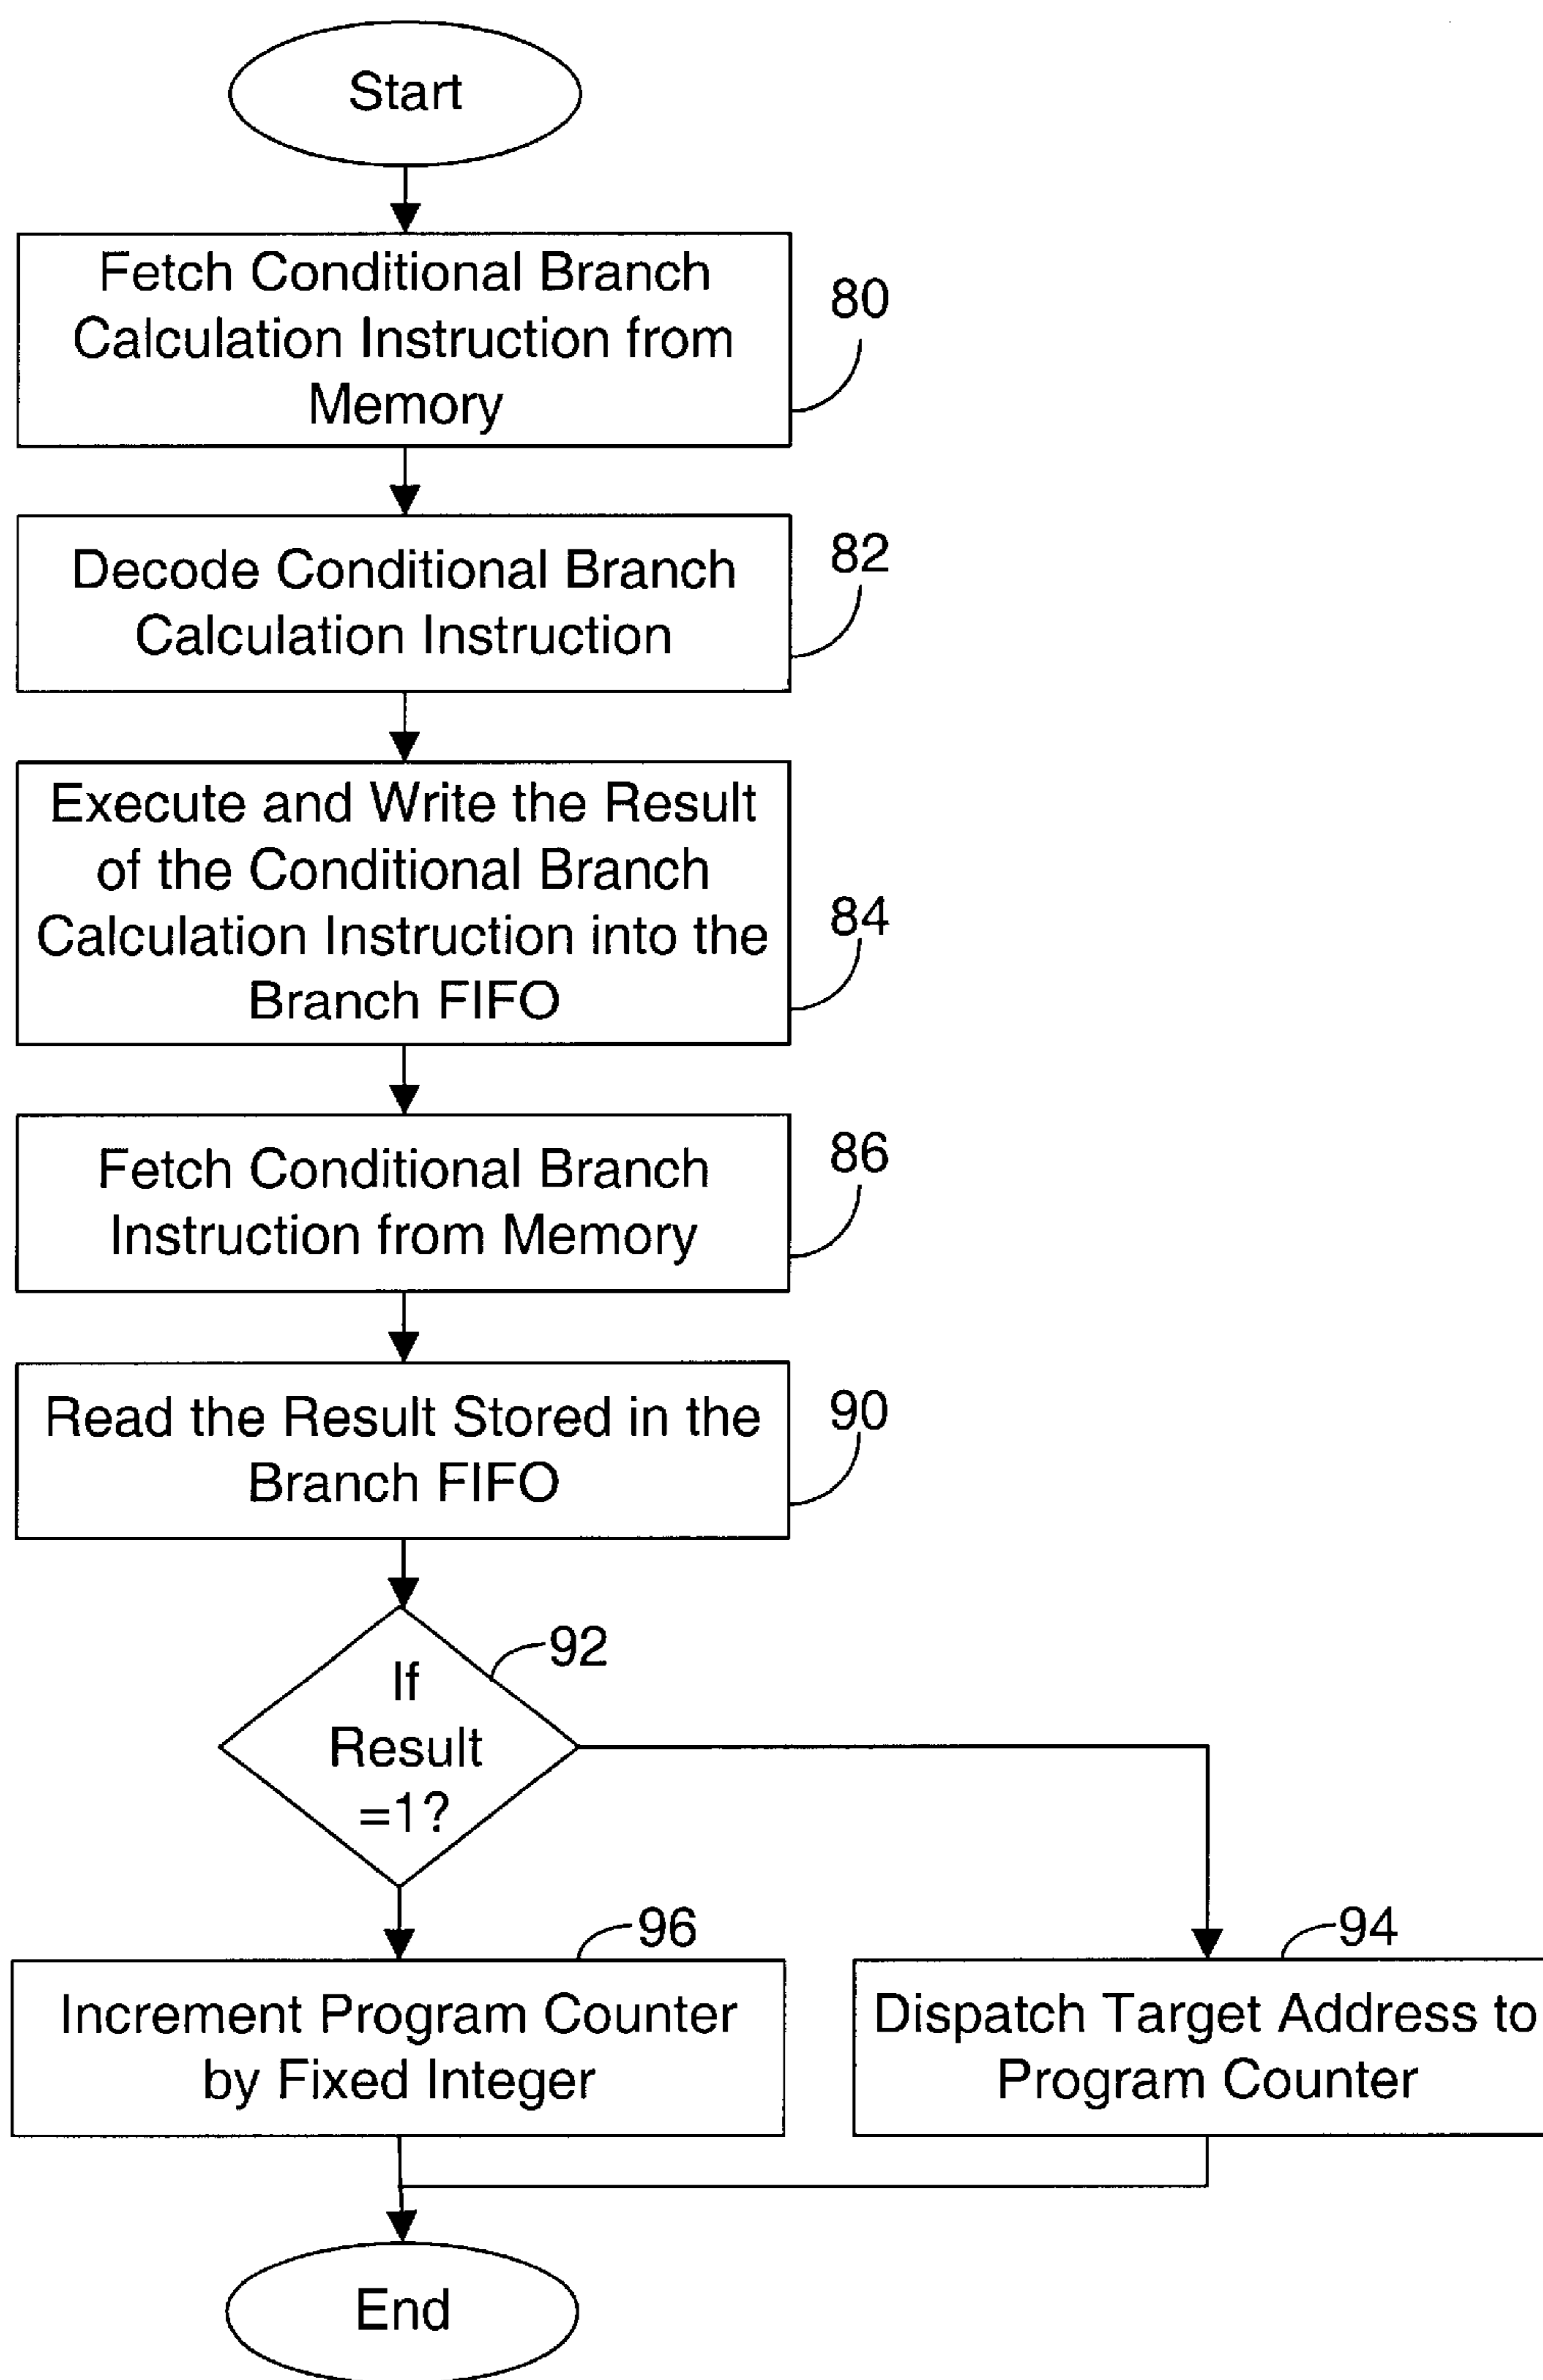 Start
Fetch Conditional Branch
Calculation Instruction from
Memory
80
Decode Conditional Branch
Calculation Instruction
82
Execute and Write the Result
of the Conditional Branch
Calculation Instruction into the
Branch FIFO
84
Fetch Conditional Branch
Instruction from Memory
86
Read the Result Stored in the
Branch FIFO
90
If
Result
=1?
92
Increment Program Counter
by Fixed Integer
96
Dispatch Target Address to
Program Counter
94
End